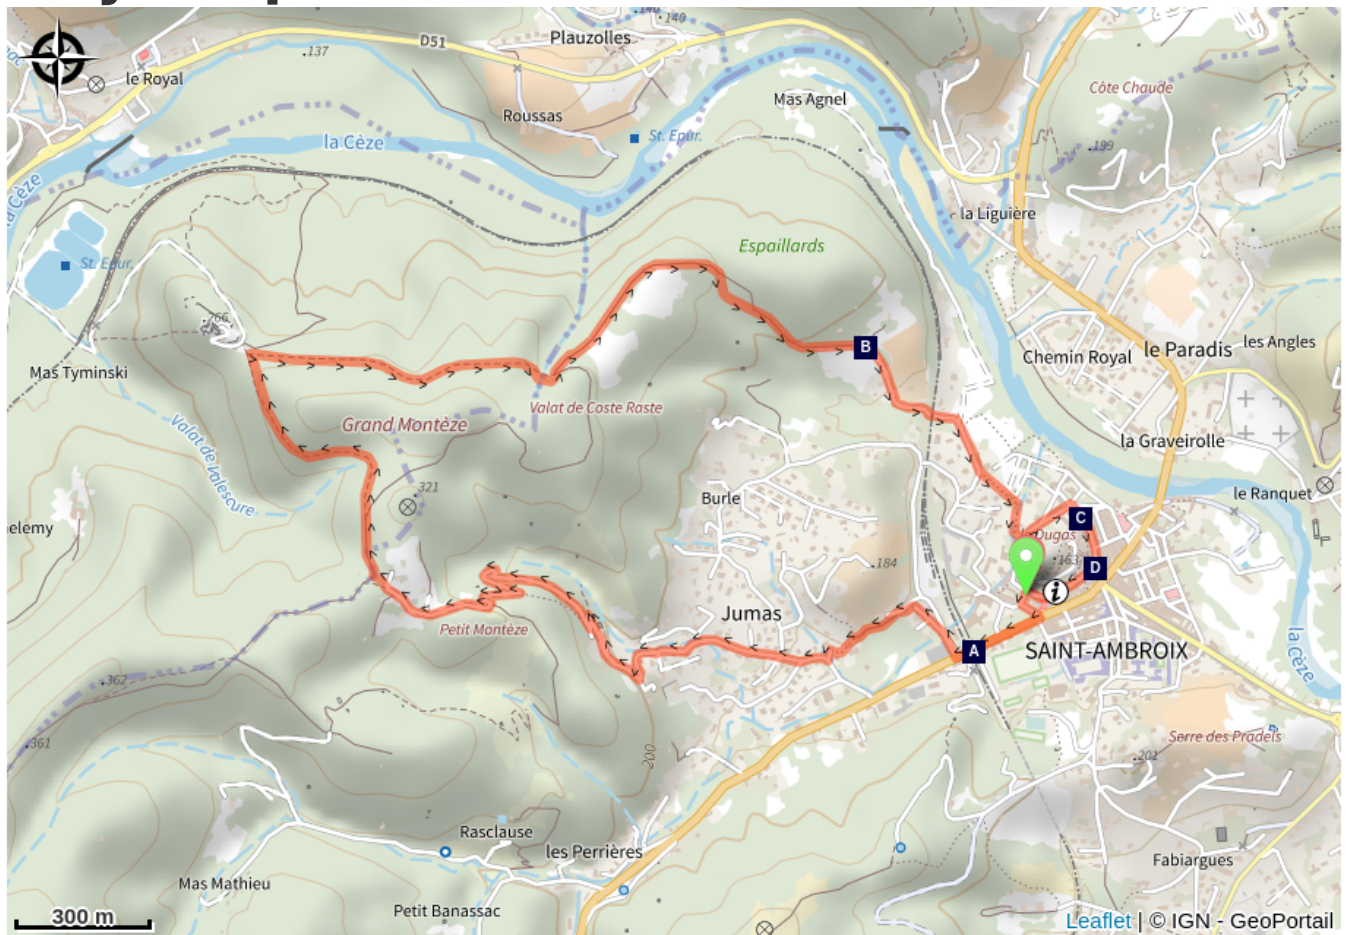 140
.140
D51
Plauzolles
.137
le Royal
Côte Chaude
Mas Agnel
Roussas
St. Epur.
la Cèze
.199
la Cèze
la Liguière
Espaillards
St. Epur.
.266
B
Chemin Royal
le Paradis
les Angles
Mas Tyminski
Valat de Coste Raste
Grand Montèze
Valat de Valescure
la Graveirolle
321
Burle
le Ranquet
elemy
C
Dugas
.163
D
.184
i
Jumas
Petit Montèze
A
SAINT-AMBROIX
la Cèze
.362
361
200
Serre des Pradels
.201
Rasclause
les Perrières
Fabiargues
Mas Mathieu
Petit Banassac
300 m
Leaflet | © IGN - GeoPortail